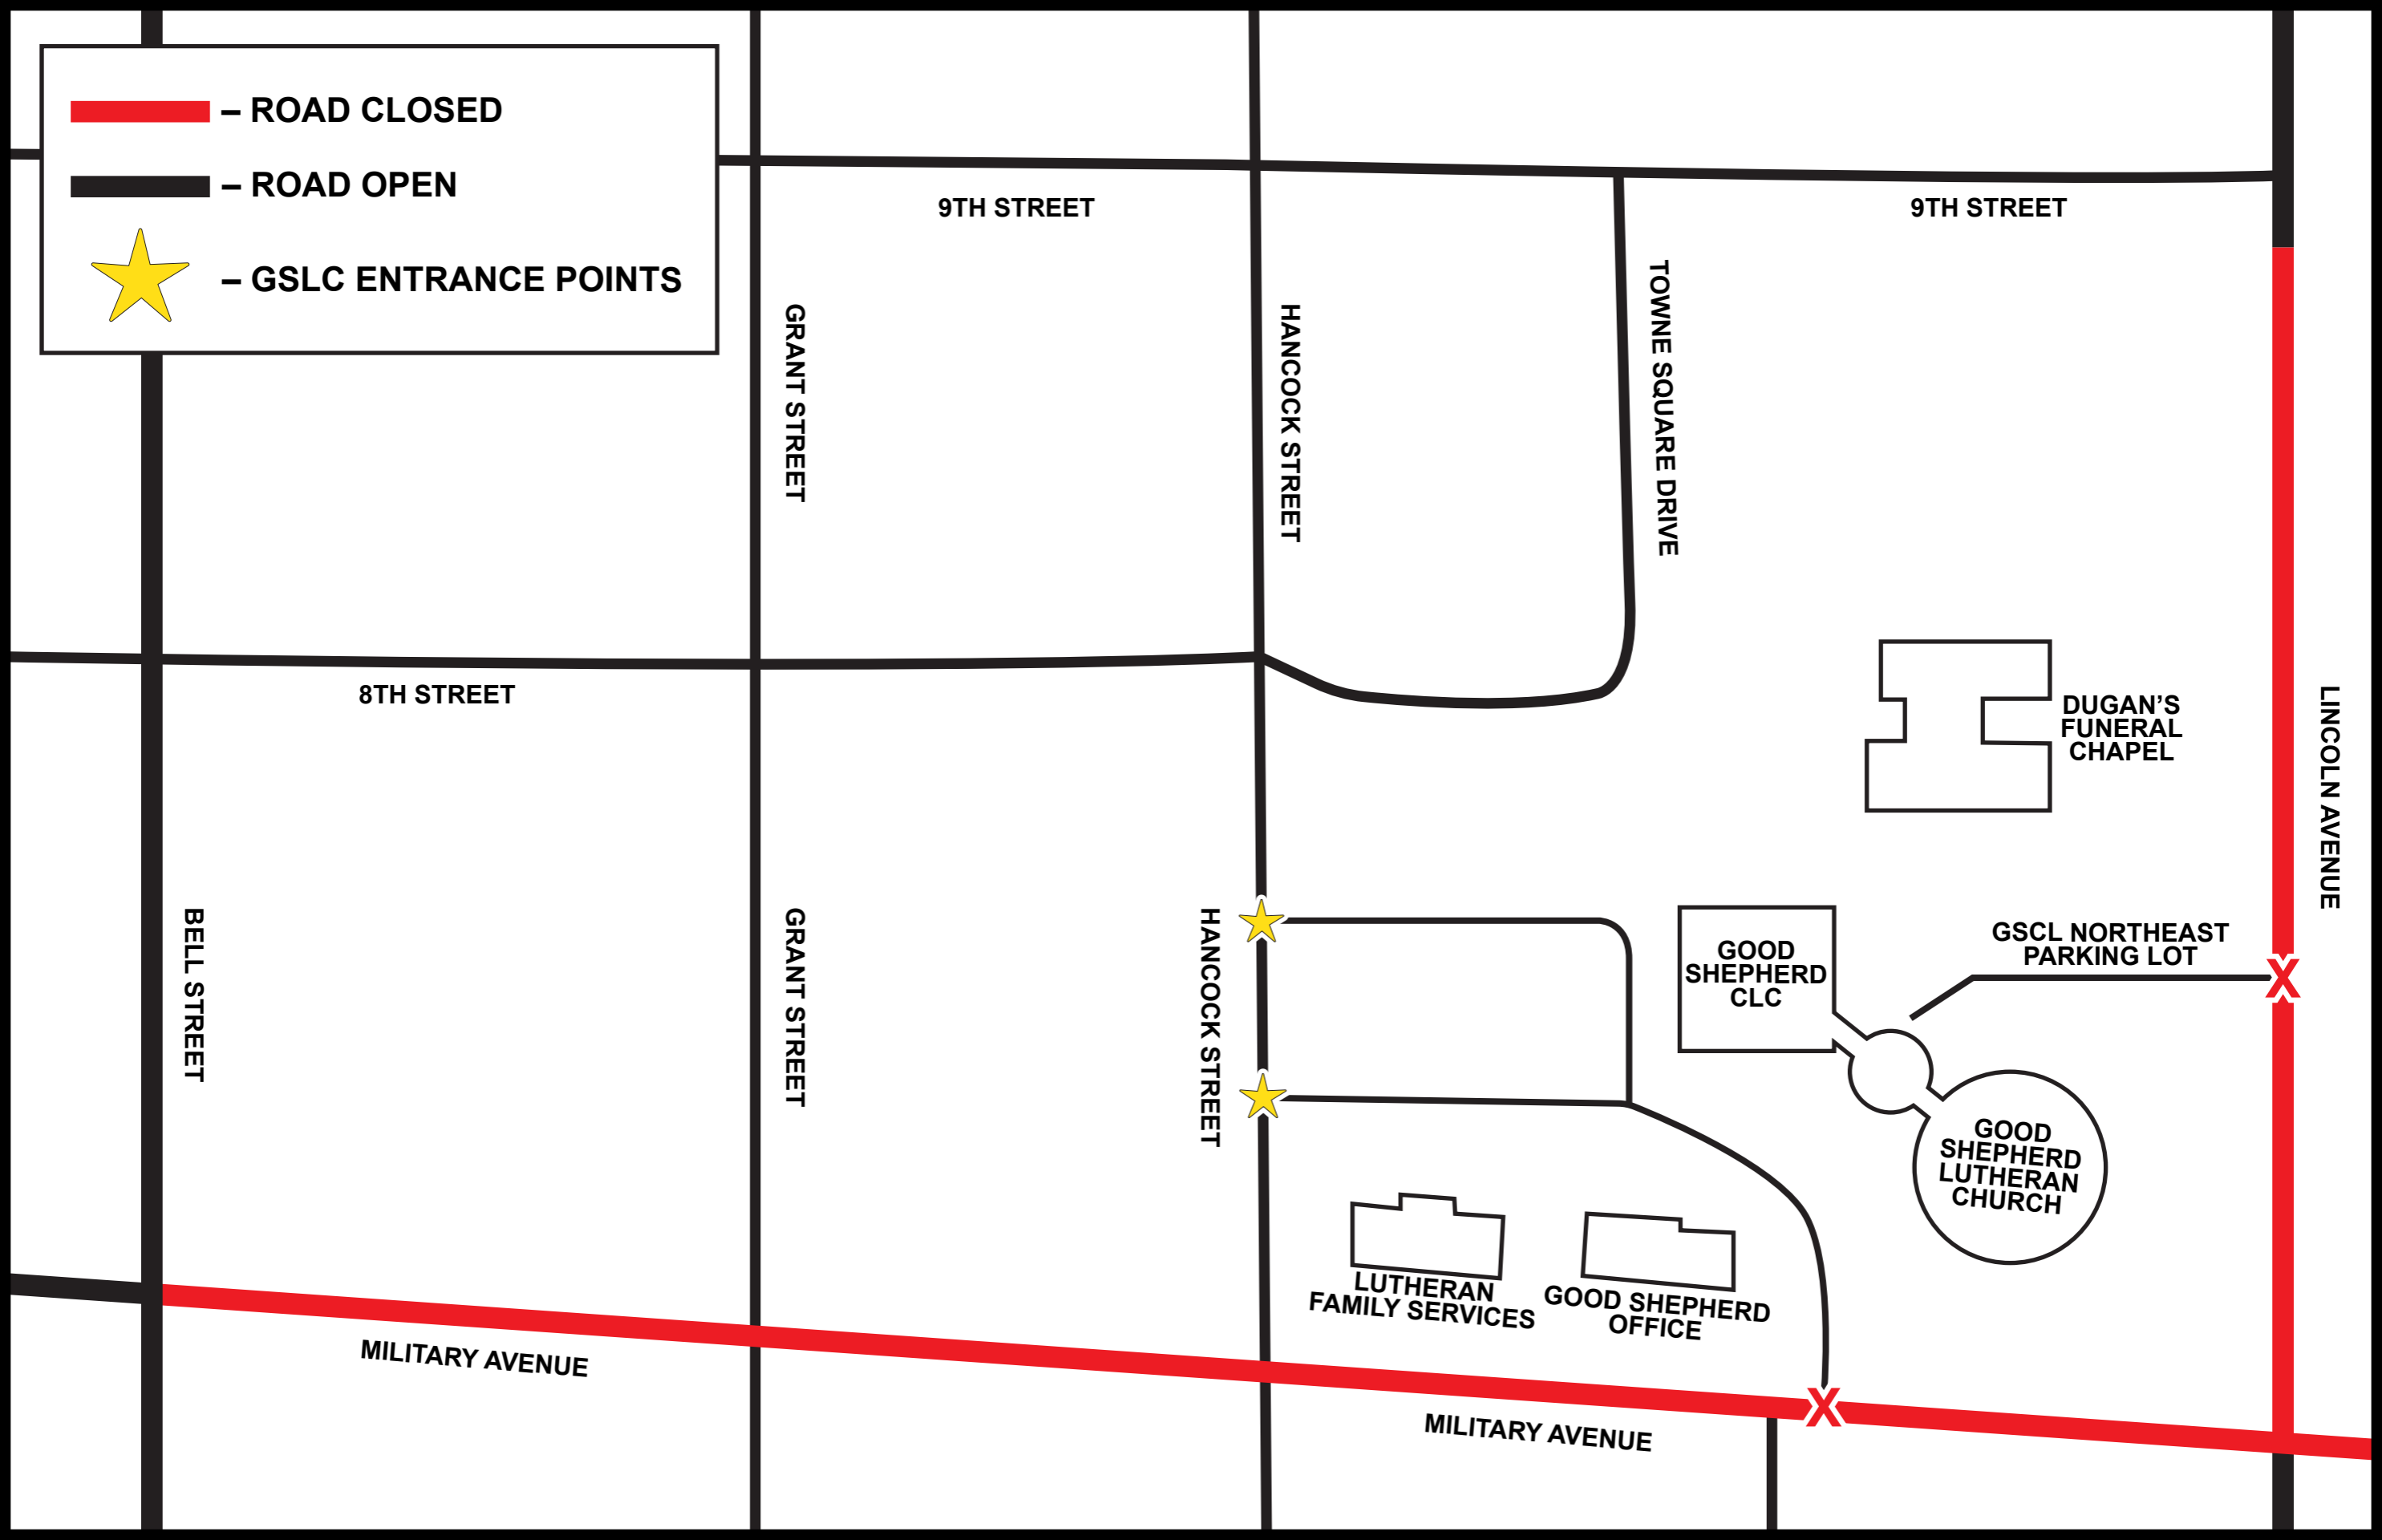 – ROAD CLOSED
– ROAD OPEN
– GSLC ENTRANCE POINTS
9TH STREET
9TH STREET
GRANT STREET
HANCOCK STREET
TOWNE SQUARE DRIVE
8TH STREET
DUGAN’S
FUNERAL
CHAPEL
LINCOLN AVENUE
BELL STREET
GRANT STREET
HANCOCK STREET
GOOD
SHEPHERD
CLC
GSCL NORTHEAST
PARKING LOT
X
GOOD
SHEPHERD
LUTHERAN
CHURCH
LUTHERAN
FAMILY SERVICES
GOOD SHEPHERD
OFFICE
MILITARY AVENUE
X
MILITARY AVENUE